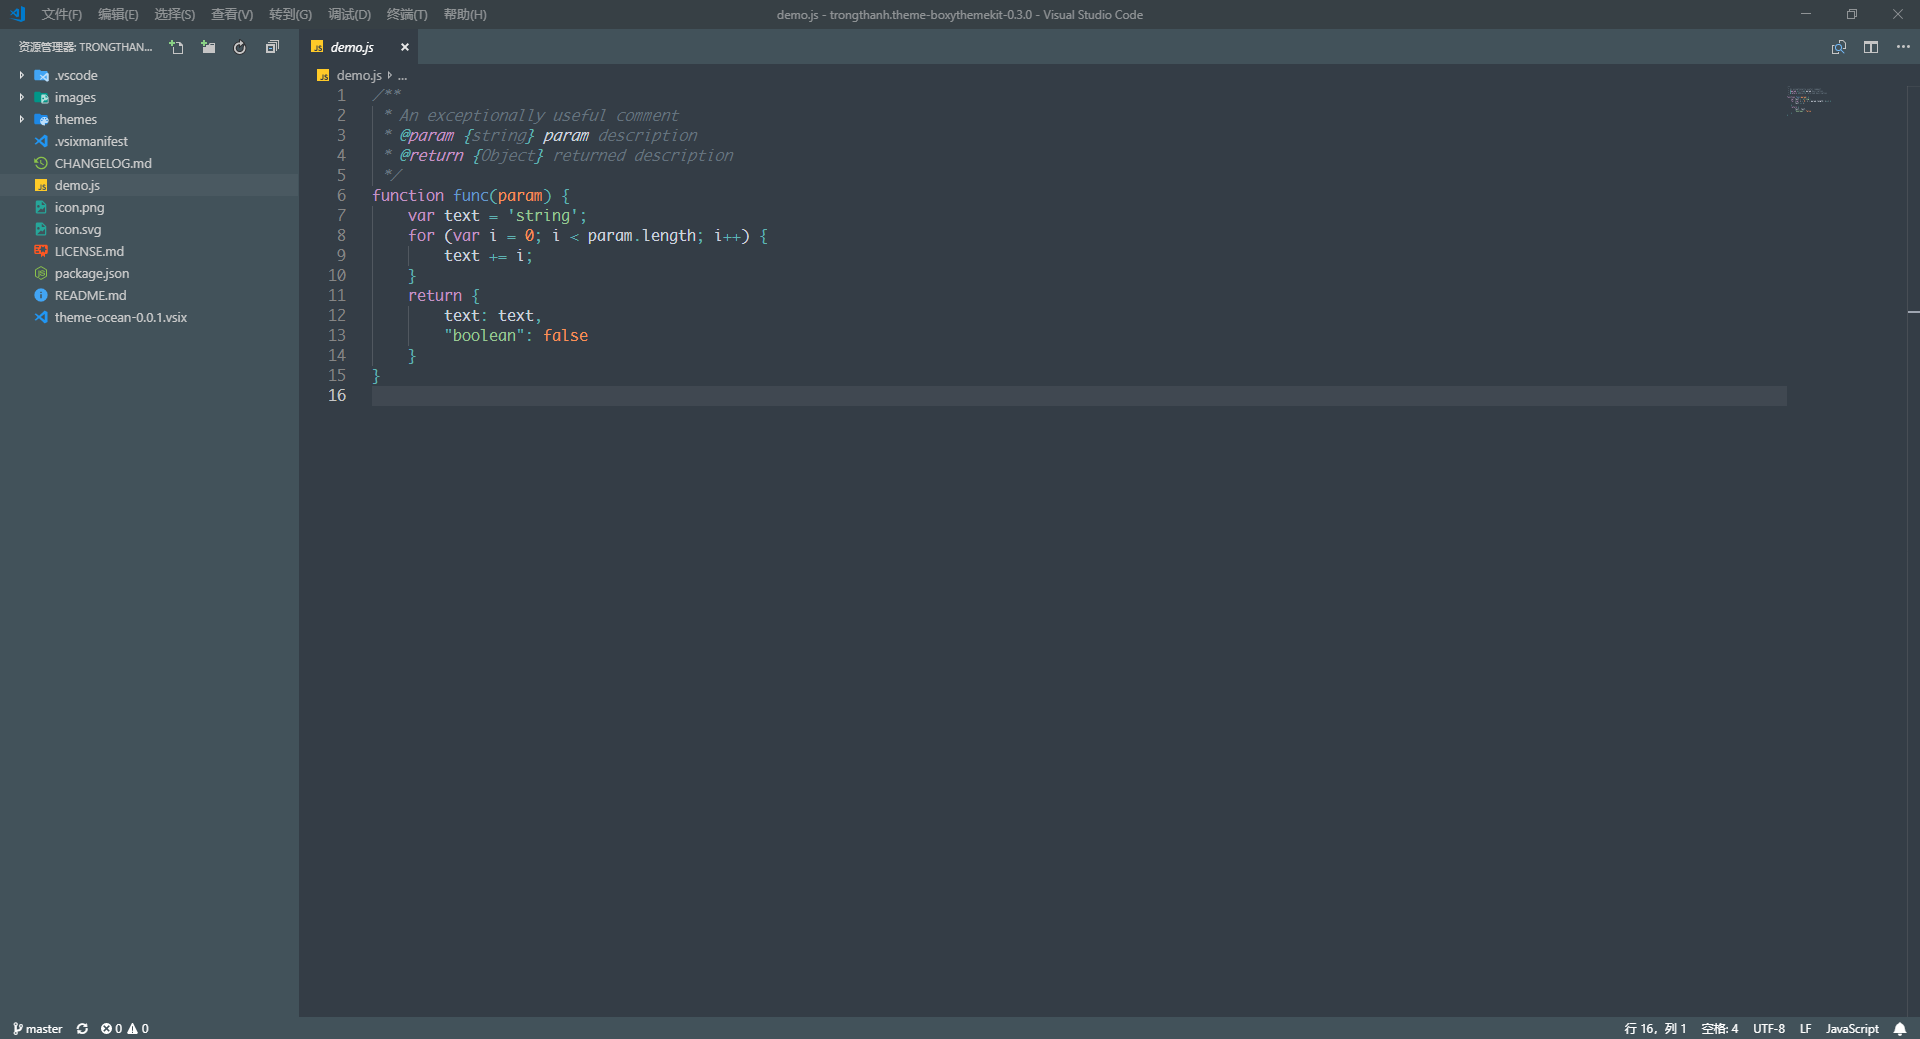 文件(F) 编辑(E) 选择(S) 查看(V) 转到(G) 调试(D) 终端(T) 帮助(H)
demo.js - trongthanh.theme-boxythemekit-0.3.0 - Visual Studio Code
资源管理器: TRONGTHAN...
.vscode
images
themes
.vsixmanifest
CHANGELOG.md
demo.js
icon.png
icon.svg
LICENSE.md
package.json
README.md
theme-ocean-0.0.1.vsix
JS demo.js
JS demo.js ...
1 /**
2  * An exceptionally useful comment
3  * @param {string} param description
4  * @return {Object} returned description
5  */
6 function func(param) {
7     var text = 'string';
8     for (var i = 0; i < param.length; i++) {
9         text += i;
10     }
11     return {
12         text: text,
13         "boolean": false
14     }
15 }
16
master 0 0
行 16，列 1 空格: 4 UTF-8 LF JavaScript